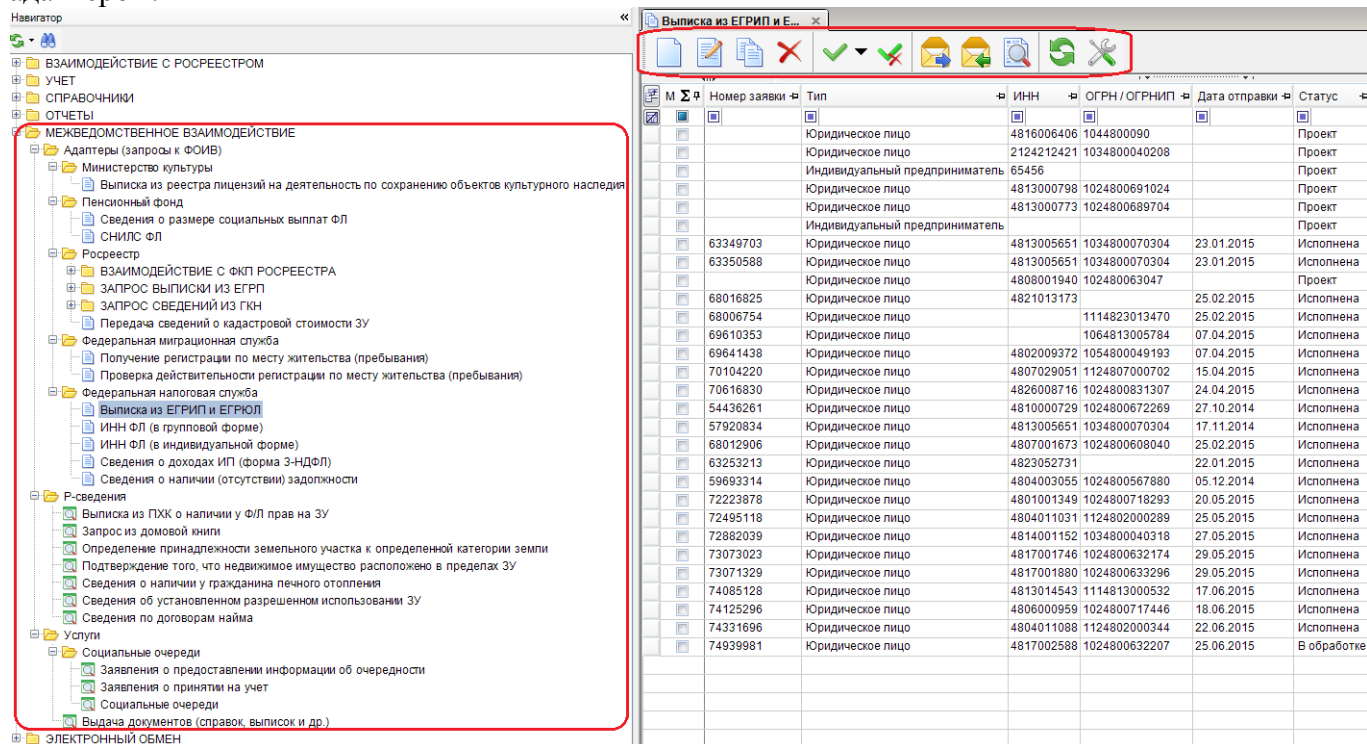 Навигатор
«
ВЗАИМОДЕЙСТВИЕ С РОСРЕЕСТРОМ
УЧЕТ
СПРАВОЧНИКИ
ОТЧЕТЫ
МЕЖВЕДОМСТВЕННОЕ ВЗАИМОДЕЙСТВИЕ
Адаптеры (запросы к ФОИВ)
Министерство культуры
Выписка из реестра лицензий на деятельность по сохранению объектов культурного наследия
Пенсионный фонд
Сведения о размере социальных выплат ФЛ
СНИЛС ФЛ
Росреестр
ВЗАИМОДЕЙСТВИЕ С ФКП РОСРЕЕСТРА
ЗАПРОС ВЫПИСКИ ИЗ ЕГРП
ЗАПРОС СВЕДЕНИЙ ИЗ ГКН
Передача сведений о кадастровой стоимости ЗУ
Федеральная миграционная служба
Получение регистрации по месту жительства (пребывания)
Проверка действительности регистрации по месту жительства (пребывания)
Федеральная налоговая служба
Выписка из ЕГРИП и ЕГРЮЛ
ИНН ФЛ (в групповой форме)
ИНН ФЛ (в индивидуальной форме)
Сведения о доходах ИП (форма 3-НДФЛ)
Сведения о наличии (отсутствии) задолжности
Р-сведения
Выписка из ПХК о наличии у Ф/Л прав на ЗУ
Запрос из домовой книги
Определение принадлежности земельного участка к определенной категории земли
Подтверждение того, что недвижимое имущество расположено в пределах ЗУ
Сведения о наличии у гражданина печного отопления
Сведения об установленном разрешенном использовании ЗУ
Сведения по договорам найма
Услуги
Социальные очереди
Заявления о предоставлении информации об очередности
Заявления о принятии на учет
Социальные очереди
Выдача документов (справок, выписок и др.)
ЭЛЕКТРОННЫЙ ОБМЕН
Выписка из ЕГРИП и Е...
М Σ Номер заявки Тип ИНН ОГРН / ОГРНИП Дата отправки Статус
Юридическое лицо 4816006406 1044800090 Проект
Юридическое лицо 2124212421 1034800040208 Проект
Индивидуальный предприниматель 65456 Проект
Юридическое лицо 4813000798 1024800691024 Проект
Юридическое лицо 4813000773 1024800689704 Проект
Индивидуальный предприниматель Проект
63349703 Юридическое лицо 4813005651 1034800070304 23.01.2015 Исполнена
63350588 Юридическое лицо 4813005651 1034800070304 23.01.2015 Исполнена
Юридическое лицо 4808001940 102480063047 Проект
68016825 Юридическое лицо 4821013173 25.02.2015 Исполнена
68006754 Юридическое лицо 1114823013470 25.02.2015 Исполнена
69610353 Юридическое лицо 1064813005784 07.04.2015 Исполнена
69641438 Юридическое лицо 4802009372 1054800049193 07.04.2015 Исполнена
70104220 Юридическое лицо 4807029051 1124807000702 15.04.2015 Исполнена
70616830 Юридическое лицо 4826008716 1024800831307 24.04.2015 Исполнена
54436261 Юридическое лицо 4810000729 1024800672269 27.10.2014 Исполнена
57920834 Юридическое лицо 4813005651 1034800070304 17.11.2014 Исполнена
68012906 Юридическое лицо 4807001673 1024800608040 25.02.2015 Исполнена
63253213 Юридическое лицо 4823052731 22.01.2015 Исполнена
59693314 Юридическое лицо 4804003055 1024800567880 05.12.2014 Исполнена
72223878 Юридическое лицо 4801001349 1024800718293 20.05.2015 Исполнена
72495118 Юридическое лицо 4804011031 1124802000289 25.05.2015 Исполнена
72882039 Юридическое лицо 4814001152 1034800040318 27.05.2015 Исполнена
73073023 Юридическое лицо 4817001746 1024800632174 29.05.2015 Исполнена
73071329 Юридическое лицо 4817001880 1024800633296 29.05.2015 Исполнена
74085128 Юридическое лицо 4813014543 1114813000532 17.06.2015 Исполнена
74125296 Юридическое лицо 4806000959 1024800717446 18.06.2015 Исполнена
74331696 Юридическое лицо 4804011088 1124802000344 22.06.2015 Исполнена
74939981 Юридическое лицо 4817002588 1024800632207 25.06.2015 В обработке